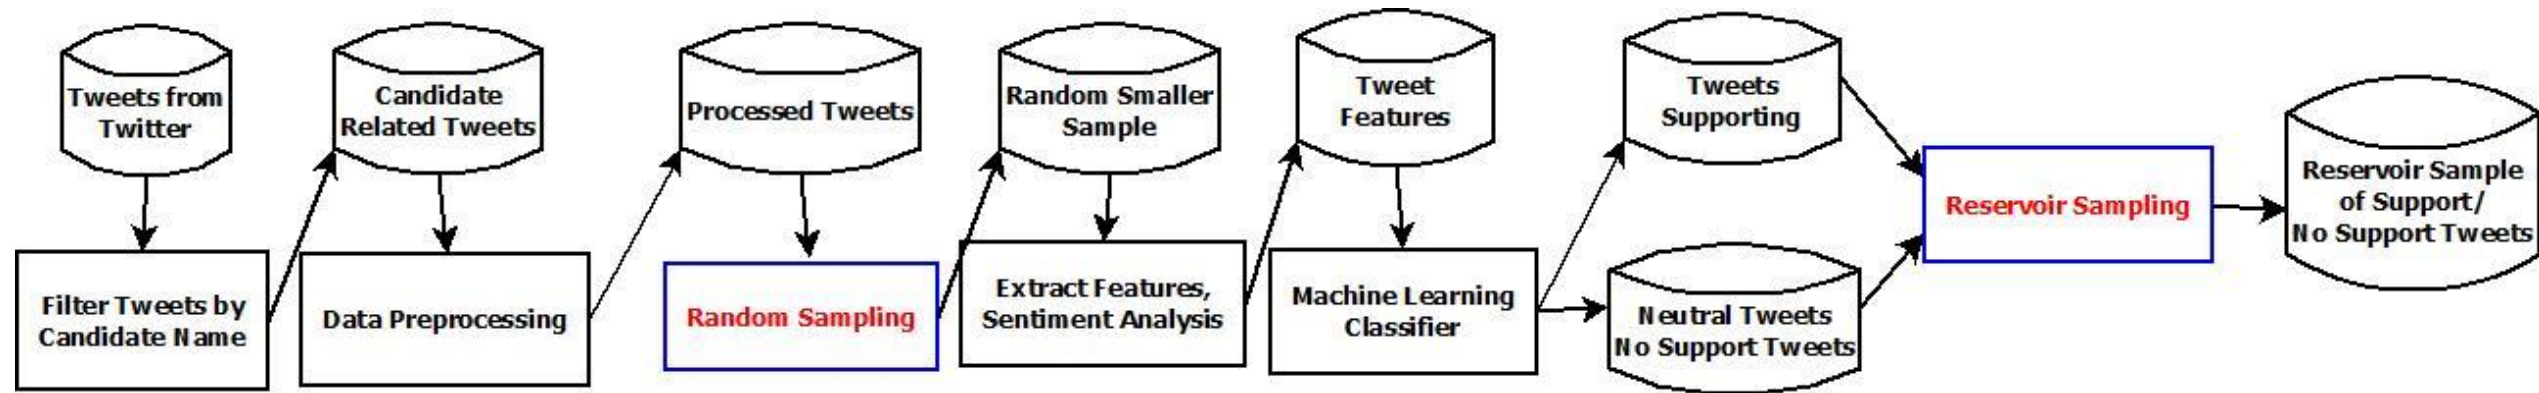 Tweets from
Twitter
Filter Tweets by
Candidate Name
Candidate
Related Tweets
Data Preprocessing
Processed Tweets
Random Sampling
Random Smaller
Sample
Extract Features,
Sentiment Analysis
Tweet
Features
Machine Learning
Classifier
Tweets
Supporting
Neutral Tweets
No Support Tweets
Reservoir Sampling
Reservoir Sample
of Support/
No Support Tweets